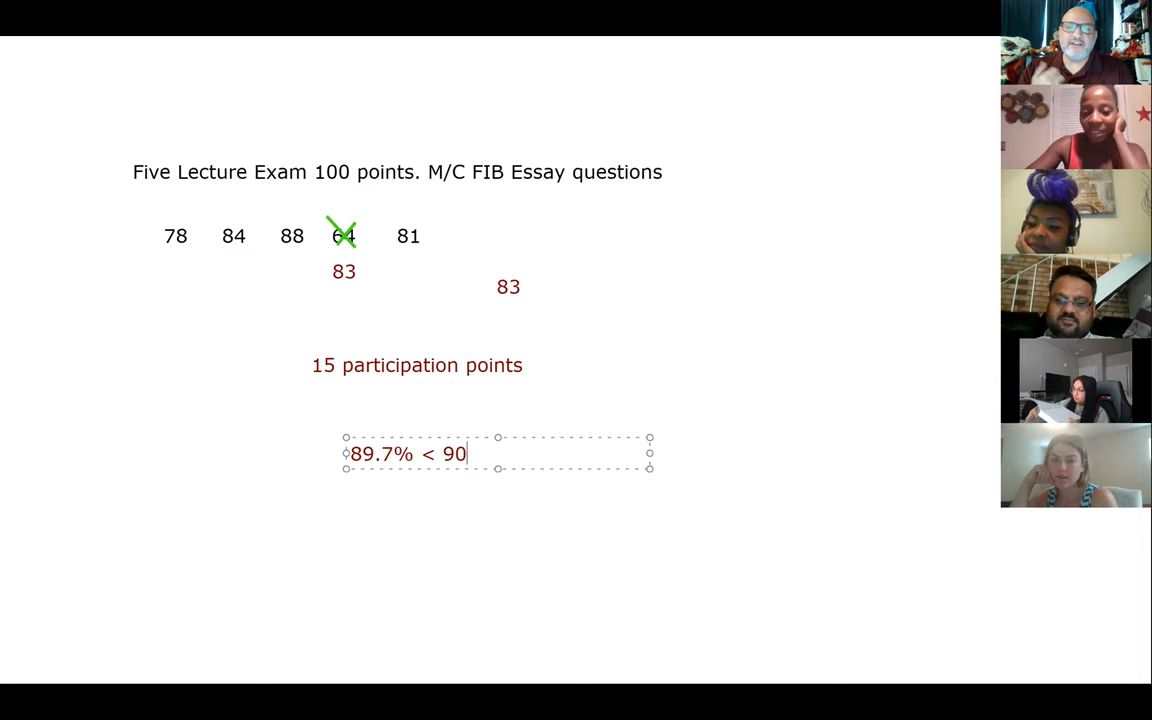 Five Lecture Exam 100 points. M/C FIB Essay questions
78 84 88 64 81
83
83
15 participation points
89.7% < 90